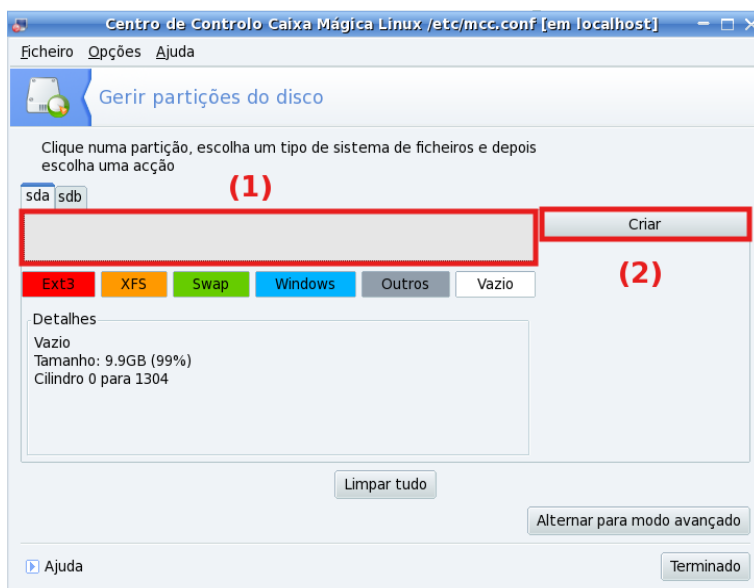 Centro de Controlo Caixa Mágica Linux /etc/mcc.conf [em localhost]
Ficheiro Opções Ajuda
Gerir partições do disco
Clique numa partição, escolha um tipo de sistema de ficheiros e depois
escolha uma acção
sda sdb
(1)
Criar
(2)
Ext3 XFS Swap Windows Outros Vazio
Detalhes
Vazio
Tamanho: 9.9GB (99%)
Cilindro 0 para 1304
Limpar tudo
Alternar para modo avançado
Ajuda
Terminado